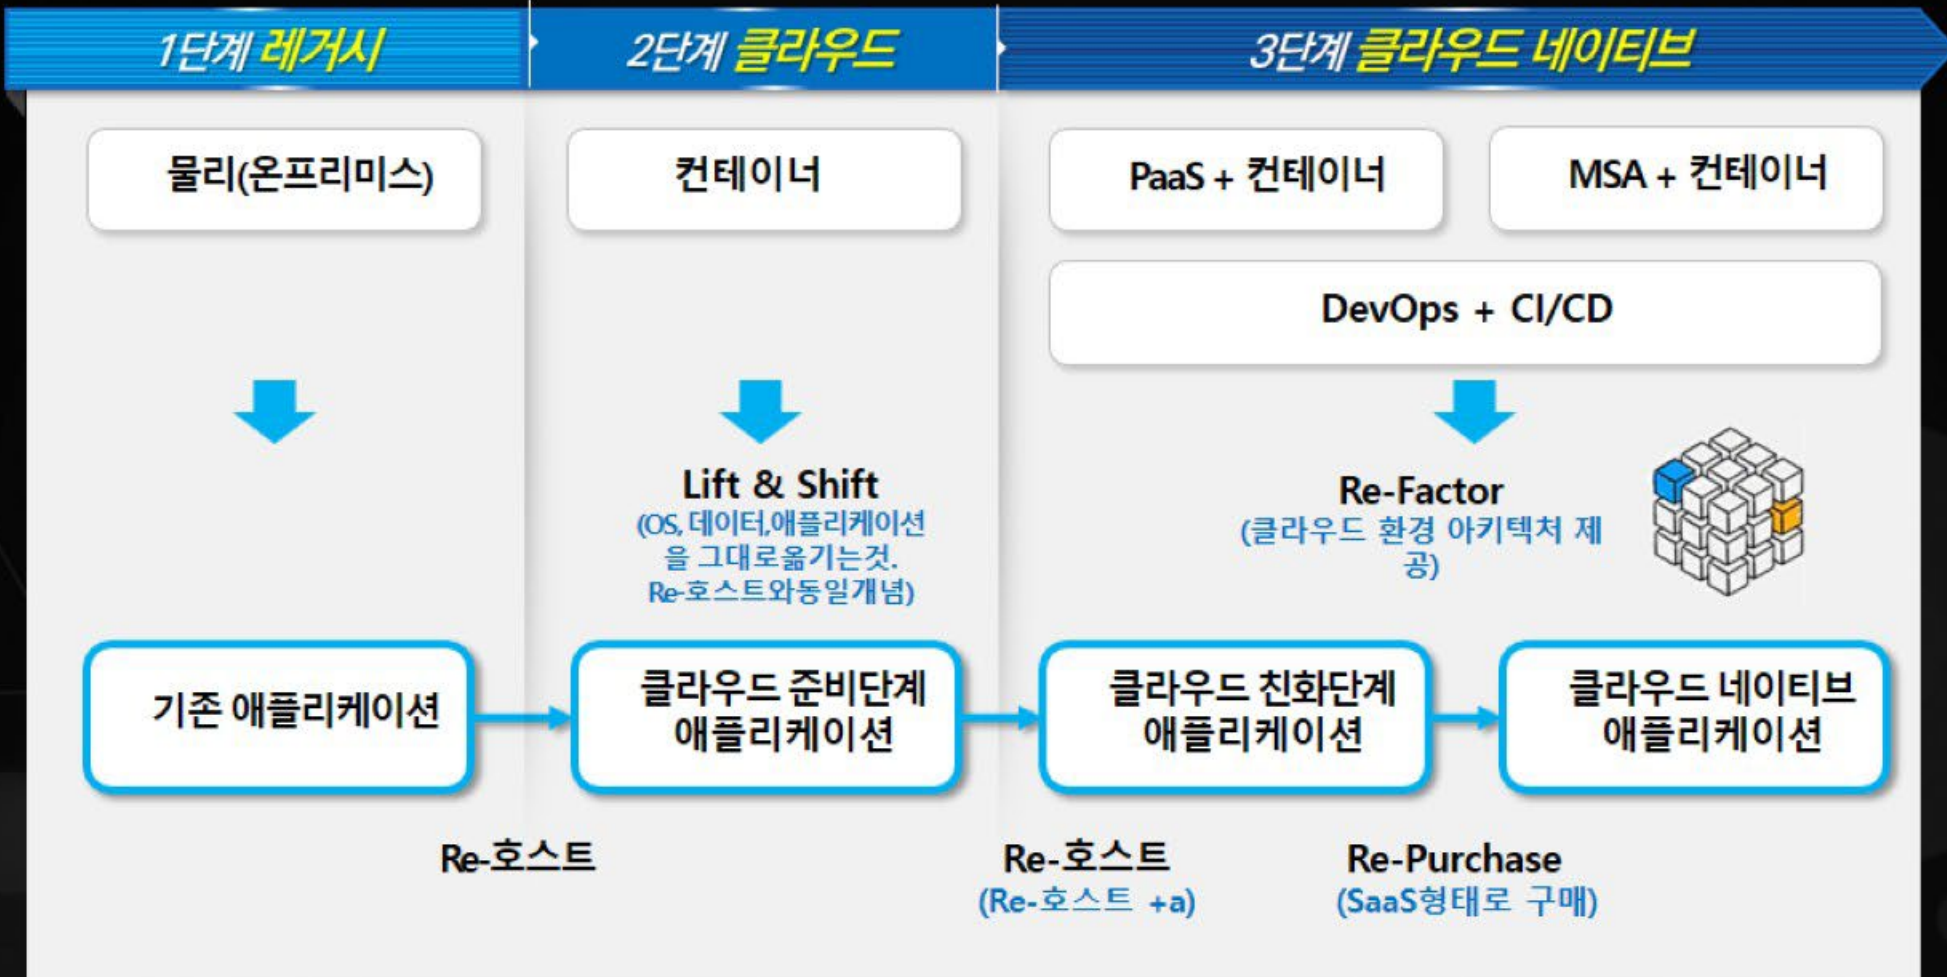 1단계 레거시
2단계 클라우드
3단계 클라우드 네이티브
물리(온프리미스)
컨테이너
PaaS + 컨테이너
MSA + 컨테이너
DevOps + CI/CD
Lift & Shift
(OS, 데이터,애플리케이션
을 그대로옮기는것.
Re-호스트와동일개념)
Re-Factor
(클라우드 환경 아키텍처 제
공)
기존 애플리케이션
클라우드 준비단계
애플리케이션
클라우드 친화단계
애플리케이션
클라우드 네이티브
애플리케이션
Re-호스트
Re-호스트
(Re-호스트 +a)
Re-Purchase
(SaaS형태로 구매)